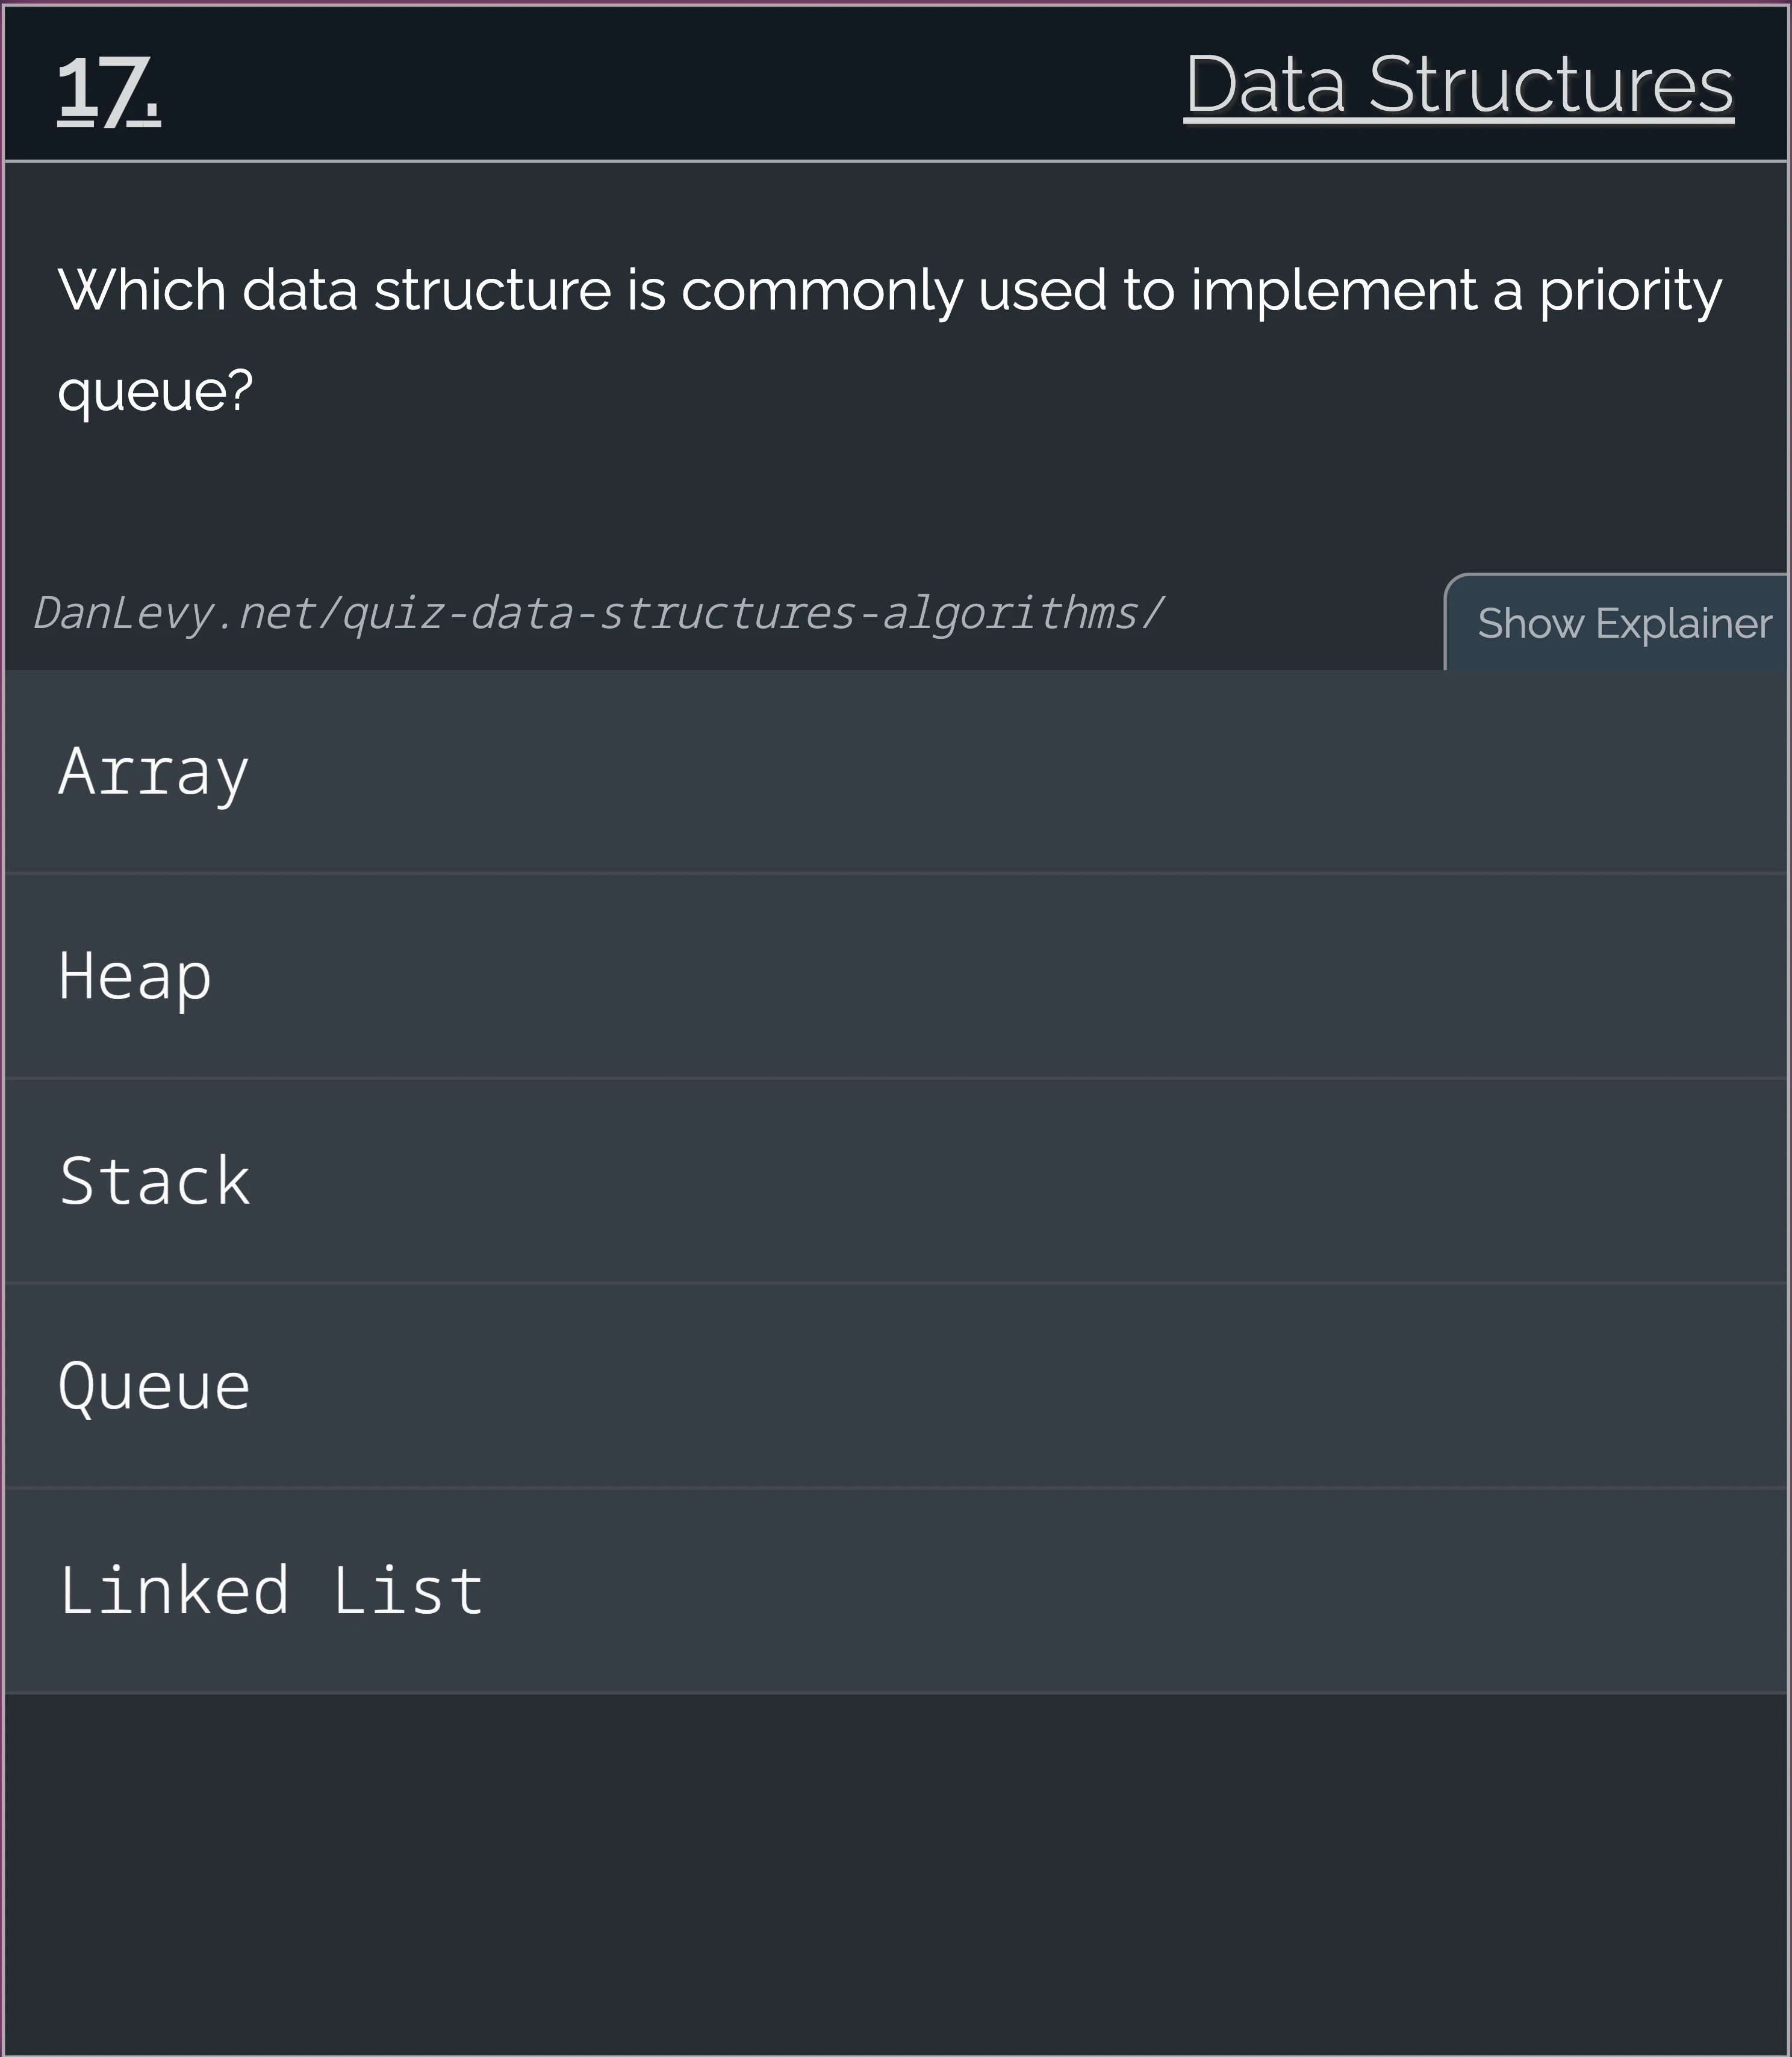 17.
Data Structures
Which data structure is commonly used to implement a priority
queue?
DanLevy.net/quiz-data-structures-algorithms/
Show Explainer
Array
Heap
Stack
Queue
Linked List